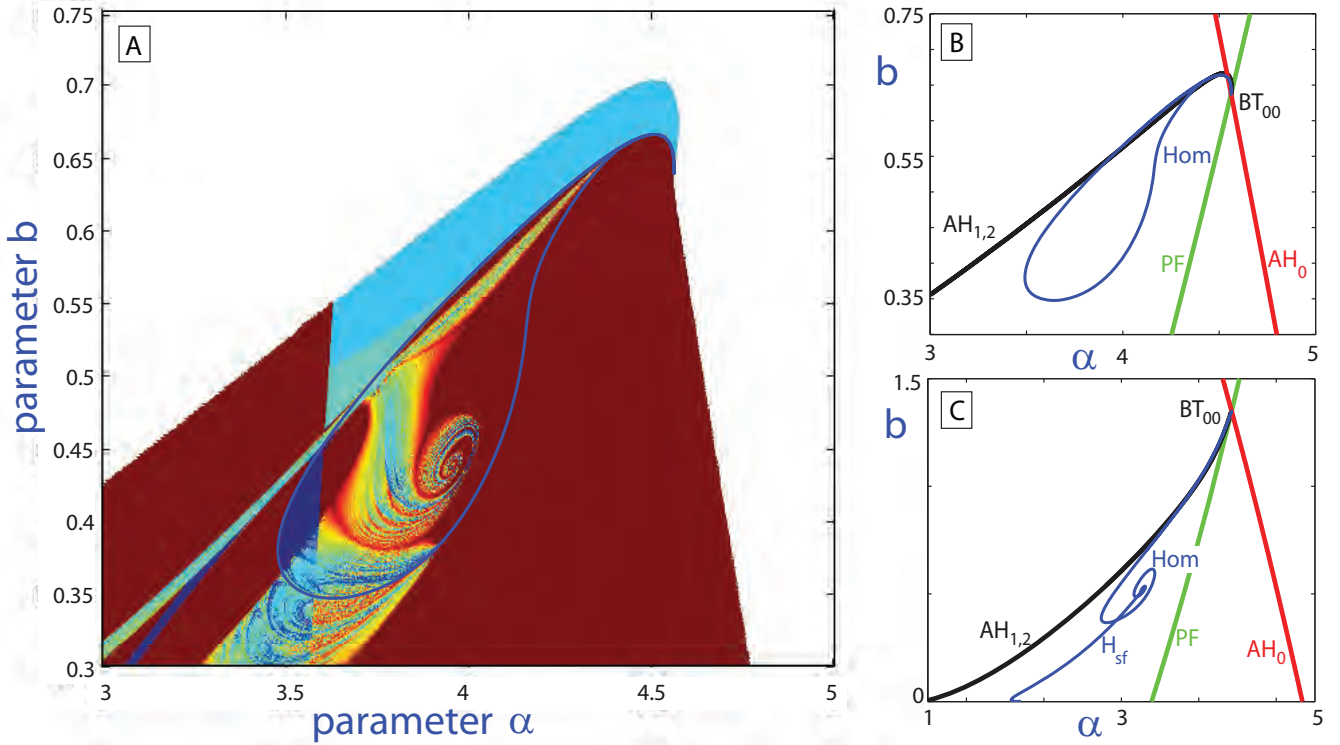 A
0.75
0.7
0.65
0.6
0.55
0.5
0.45
0.4
0.35
0.3
parameter b
3
3.5
4
4.5
5
parameter α
B
0.75
0.55
0.35
b
AH1,2
Hom
BT00
PF
AH0
3
4
5
α
C
1.5
0
b
BT00
Hom
AH1,2
Hsf
PF
AH0
1
3
5
α